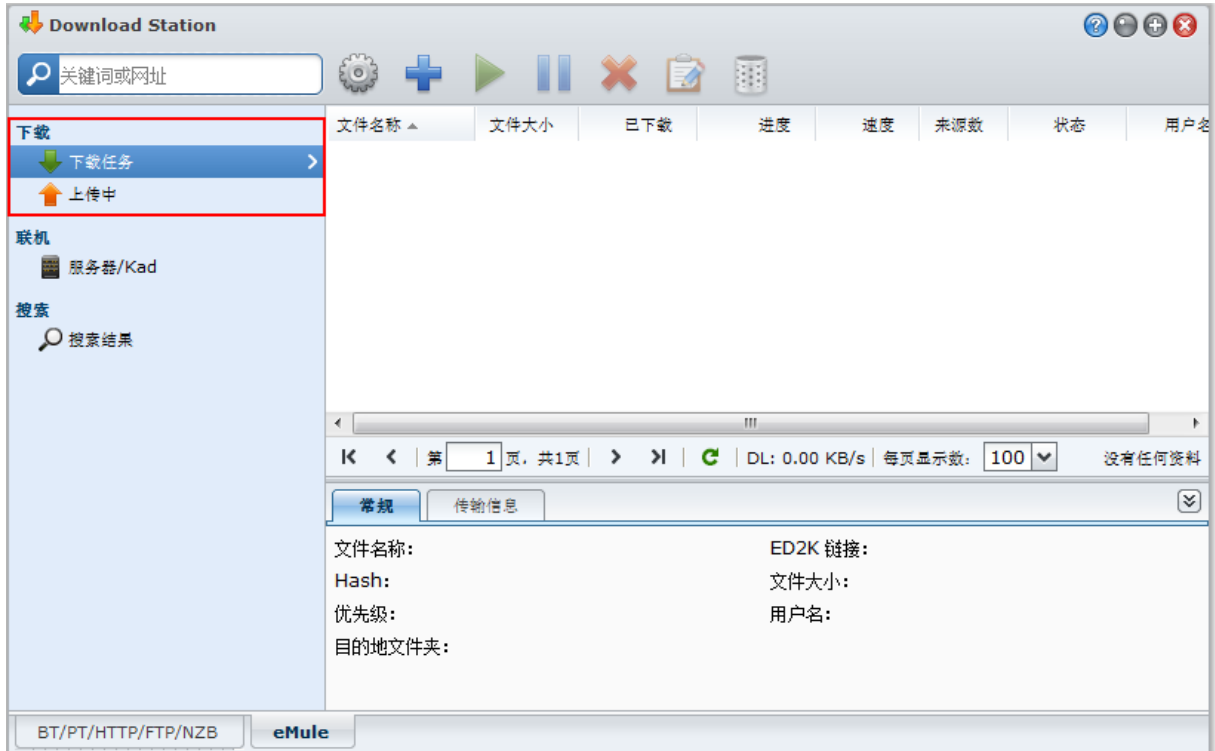 Download Station
关键词或网址
下载
下载任务
上传中
联机
服务器/Kad
搜索
搜索结果
文件名称 文件大小 已下载 进度 速度 来源数 状态 用户名
第 1 页，共1页 DL: 0.00 KB/s 每页显示数： 100 没有任何资料
常规 传输信息
文件名称： ED2K 链接：
Hash： 文件大小：
优先级： 用户名：
目的地文件夹：
BT/PT/HTTP/FTP/NZB eMule